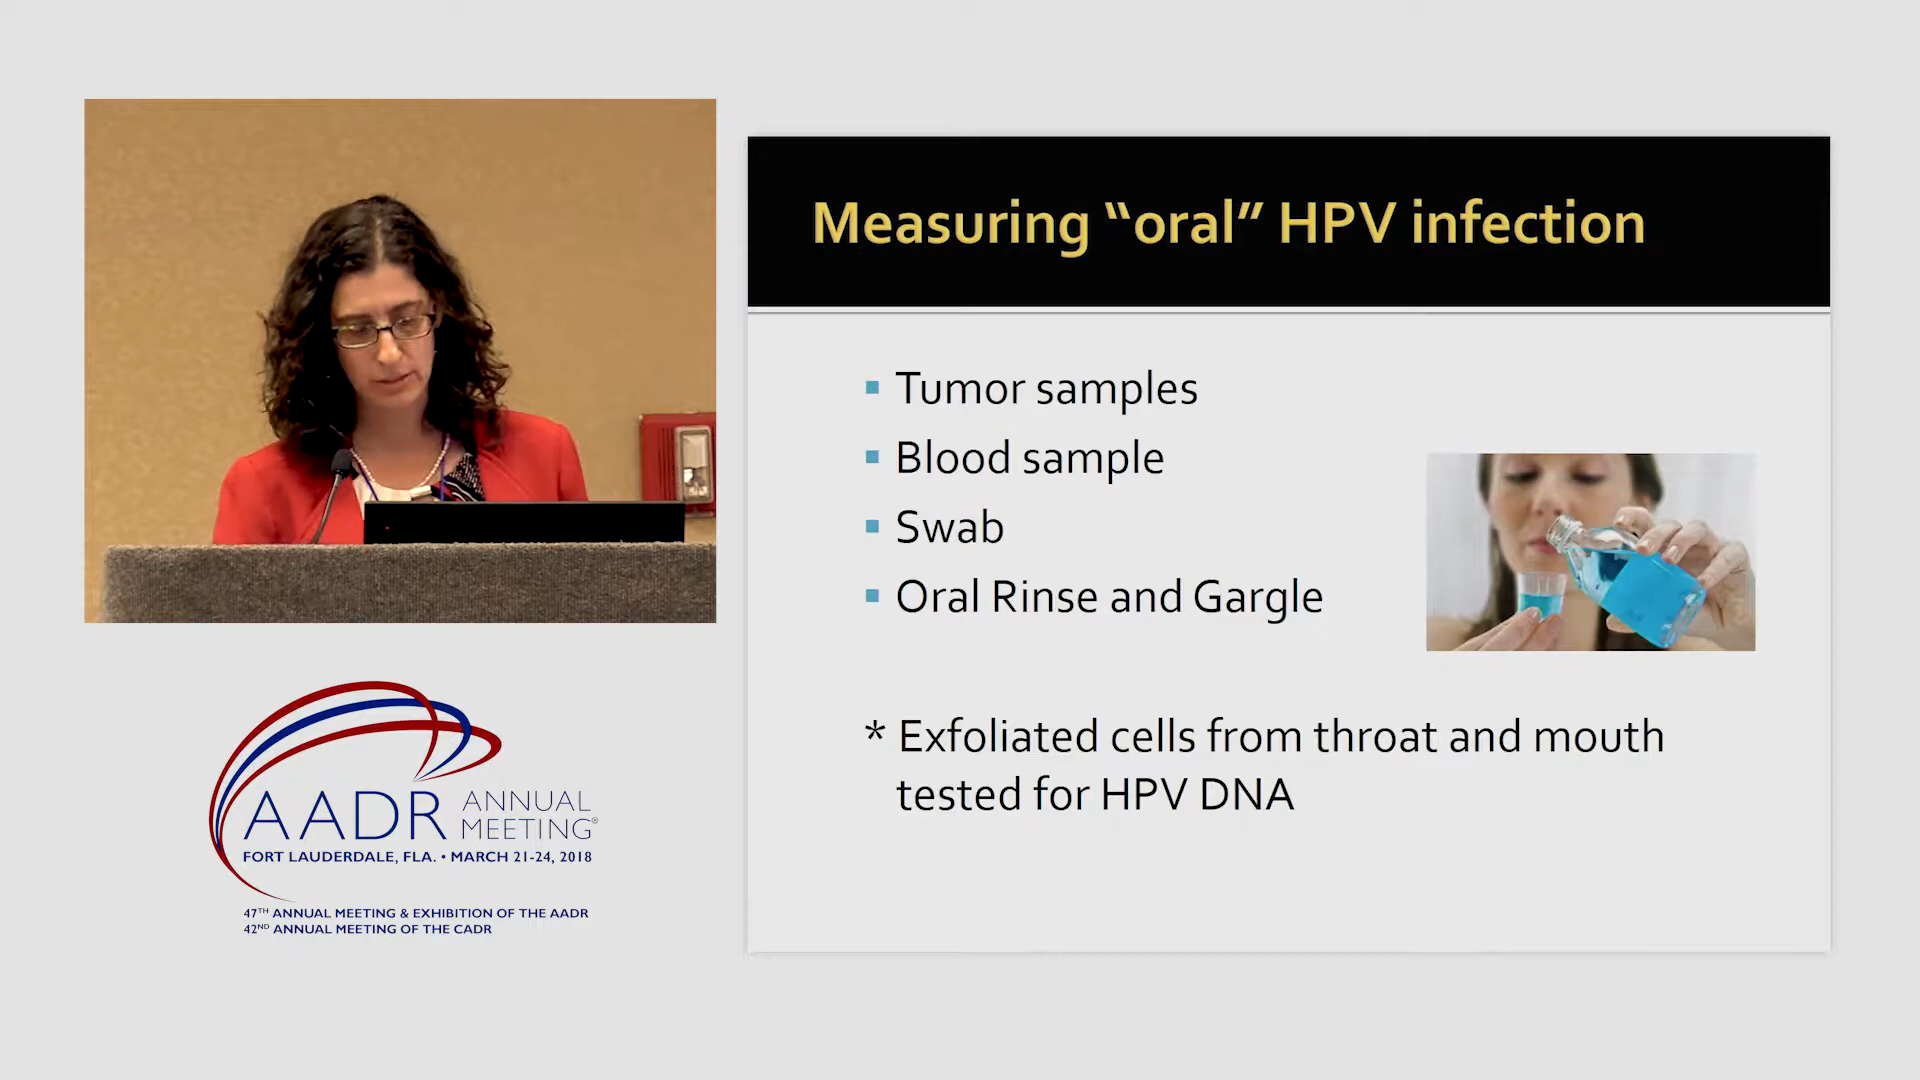 Measuring “oral” HPV infection
▪ Tumor samples
▪ Blood sample
▪ Swab
▪ Oral Rinse and Gargle
* Exfoliated cells from throat and mouth
tested for HPV DNA
AADR ANNUAL
MEETING®
FORT LAUDERDALE, FLA. • MARCH 21-24, 2018
47TH ANNUAL MEETING & EXHIBITION OF THE AADR
42ND ANNUAL MEETING OF THE CADR